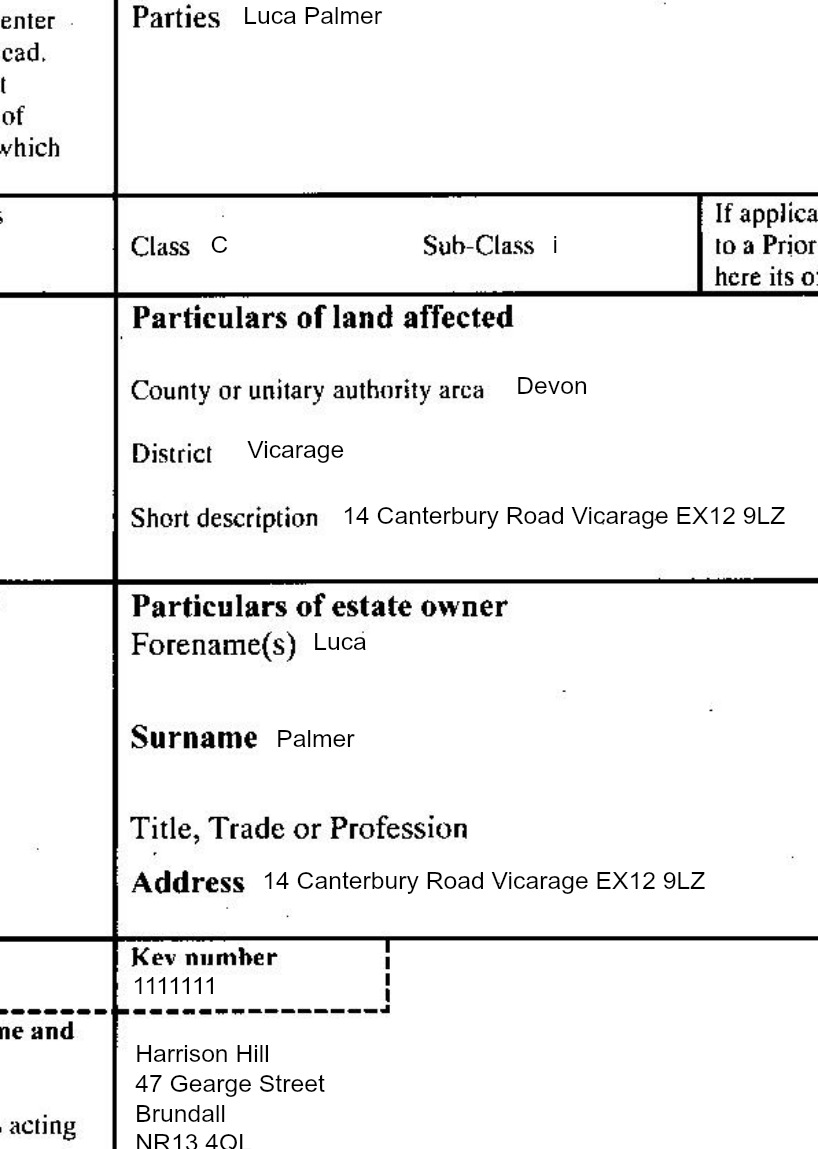 enter
ead.
t
of
which
Parties Luca Palmer
s
Class C Sub-Class i
If applica
to a Prior
here its o
Particulars of land affected
County or unitary authority area Devon
District Vicarage
Short description 14 Canterbury Road Vicarage EX12 9LZ
Particulars of estate owner
Forename(s) Luca
Surname Palmer
Title, Trade or Profession
Address 14 Canterbury Road Vicarage EX12 9LZ
Key number
1111111
me and
acting
Harrison Hill
47 Gearge Street
Brundall
NR13